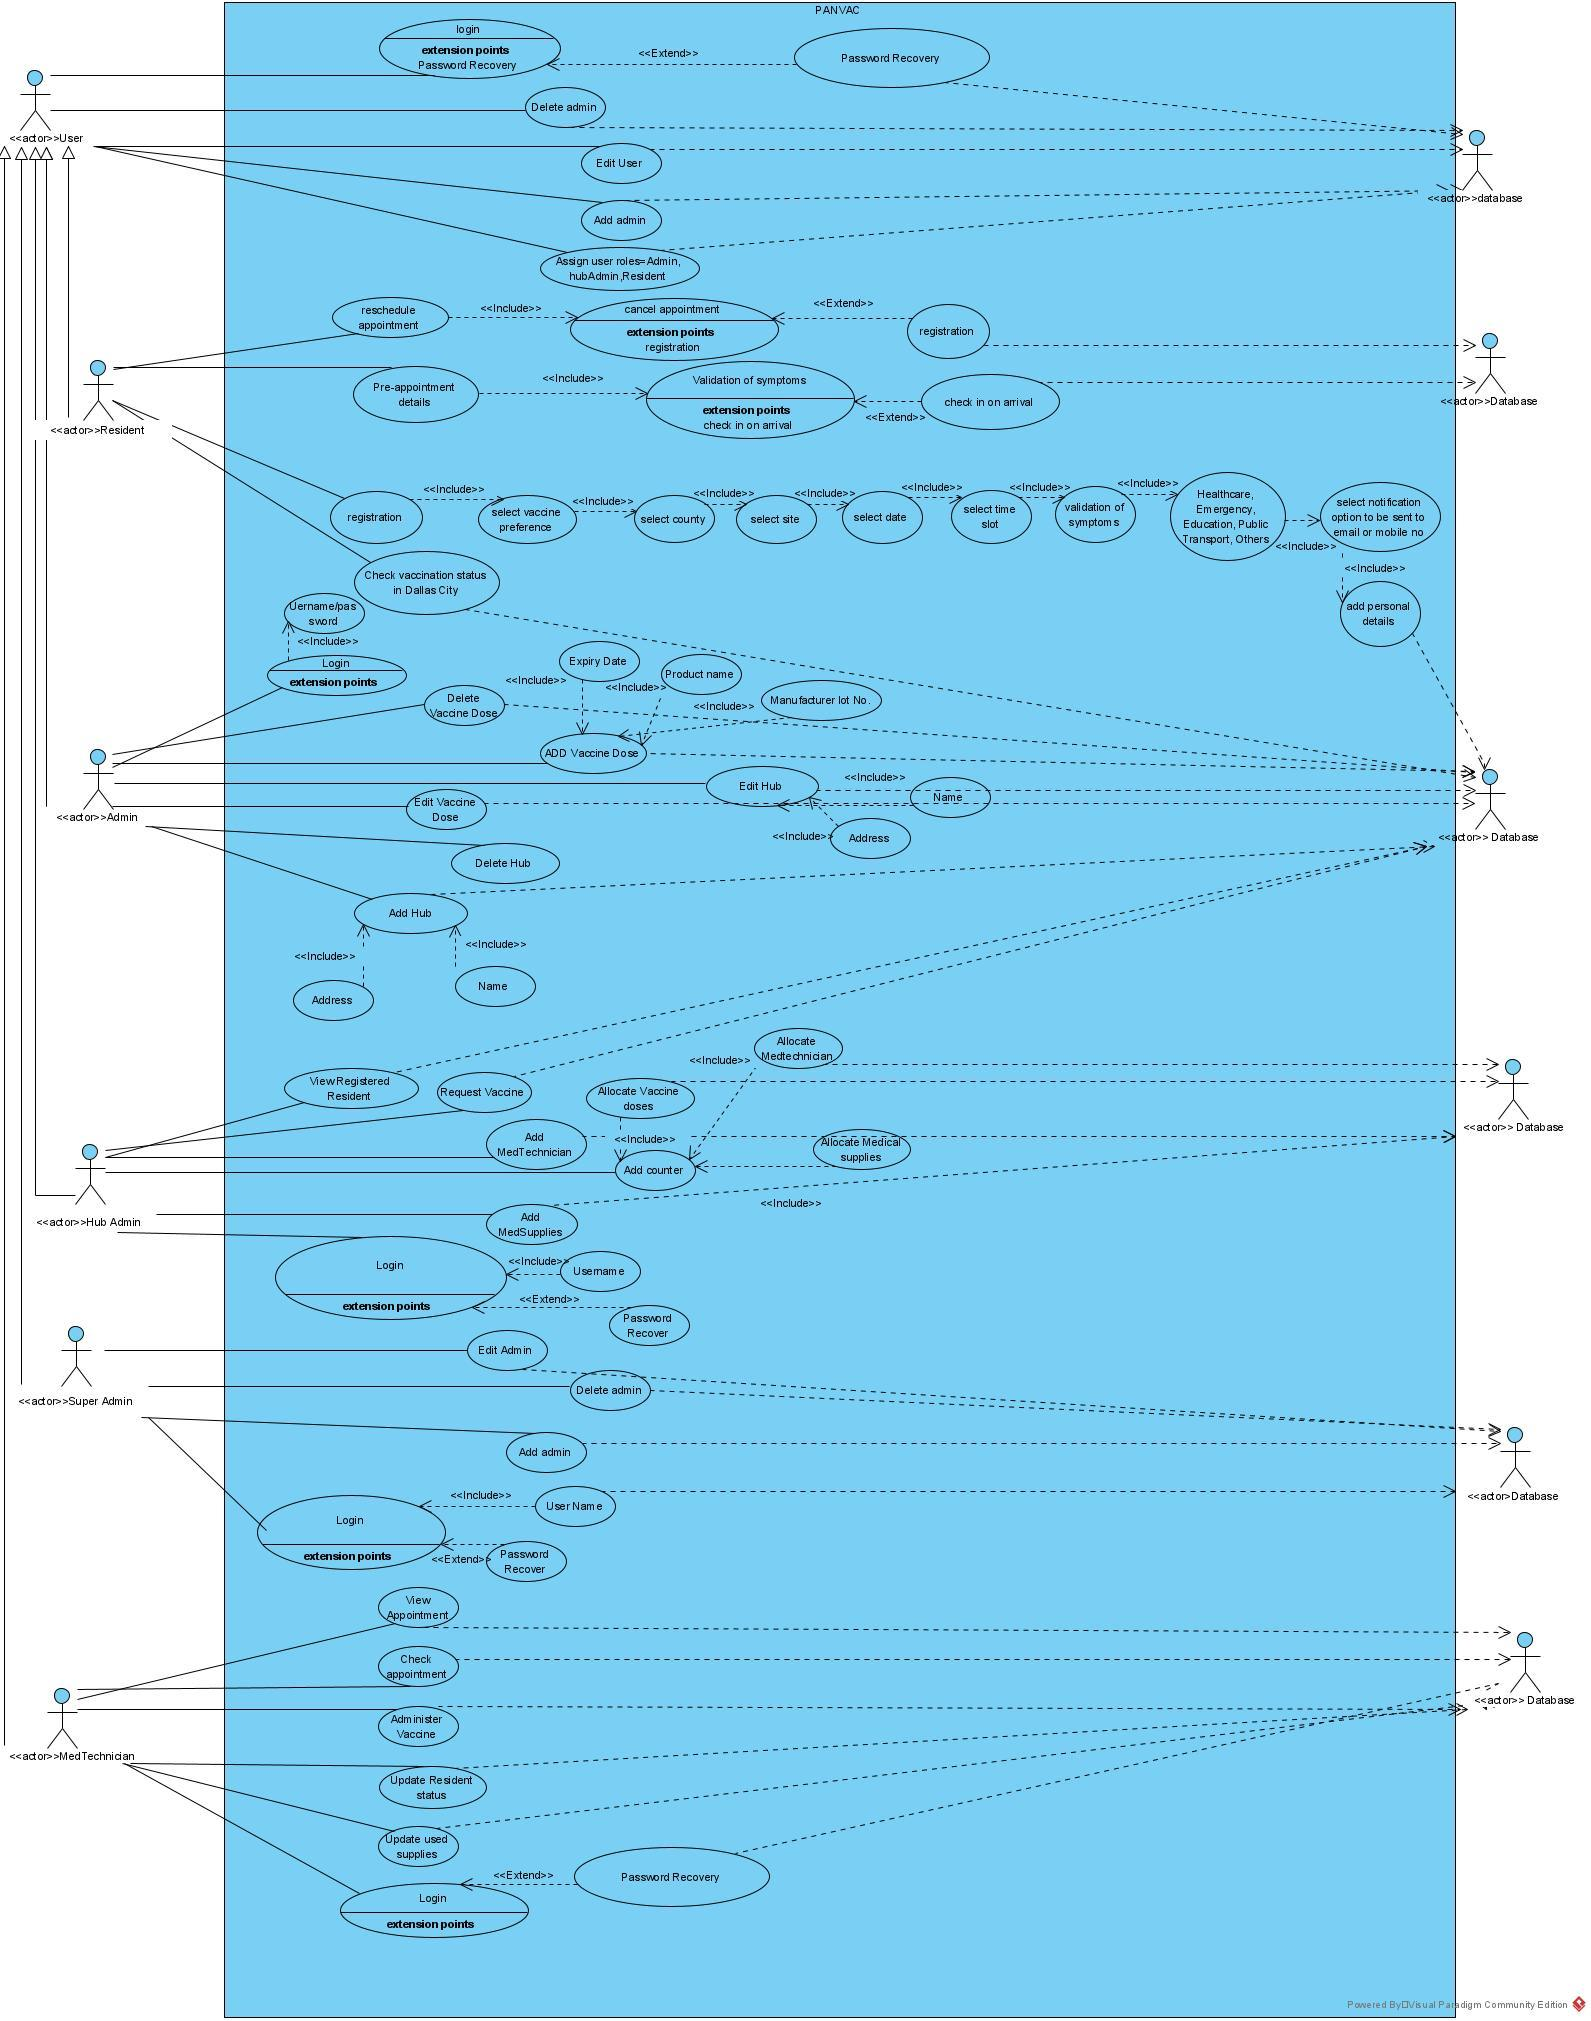 PANVAC
login
extension points
Password Recovery
<<Extend>>
Password Recovery
Delete admin
<<actor>>User
Edit User
<<actor>>database
Add admin
Assign user roles=Admin,
hubAdmin,Resident
reschedule
appointment
<<Include>>
cancel appointment
extension points
registration
<<Extend>>
registration
Pre-appointment
details
<<Include>>
Validation of symptoms
extension points
check in on arrival
<<Extend>>
check in on arrival
<<actor>>Database
<<actor>>Resident
registration
<<Include>>
select vaccine
preference
<<Include>>
select county
<<Include>>
select site
<<Include>>
select date
<<Include>>
select time
slot
<<Include>>
validation of
symptoms
<<Include>>
Healthcare,
Emergency,
Education, Public
Transport, Others
<<Include>>
select notification
option to be sent to
email or mobile no
<<Include>>
add personal
details
Check vaccination status
in Dallas City
Uername/pas
sword
<<Include>>
Login
extension points
Delete
Vaccine Dose
Expiry Date
<<Include>>
Product name
<<Include>>
Manufacturer lot No.
<<Include>>
ADD Vaccine Dose
Edit Hub
<<Include>>
Name
<<Include>>
Address
<<actor>> Database
<<actor>>Admin
Edit Vaccine
Dose
Delete Hub
Add Hub
<<Include>>
<<Include>>
Address
Name
View Registered
Resident
Request Vaccine
Allocate Vaccine
doses
<<Include>>
Allocate
Medtechnician
<<Include>>
Add
MedTechnician
Add counter
Allocate Medical
supplies
<<actor>> Database
<<Include>>
<<actor>>Hub Admin
Add
MedSupplies
Login
extension points
<<Include>>
Username
<<Extend>>
Password
Recover
Edit Admin
Delete admin
<<actor>>Super Admin
Add admin
<<actor>Database
Login
extension points
<<Include>>
User Name
<<Extend>>
Password
Recover
View
Appointment
Check
appointment
<<actor>> Database
Administer
Vaccine
<<actor>>MedTechnician
Update Resident
status
Update used
supplies
Login
extension points
<<Extend>>
Password Recovery
Powered By Visual Paradigm Community Edition